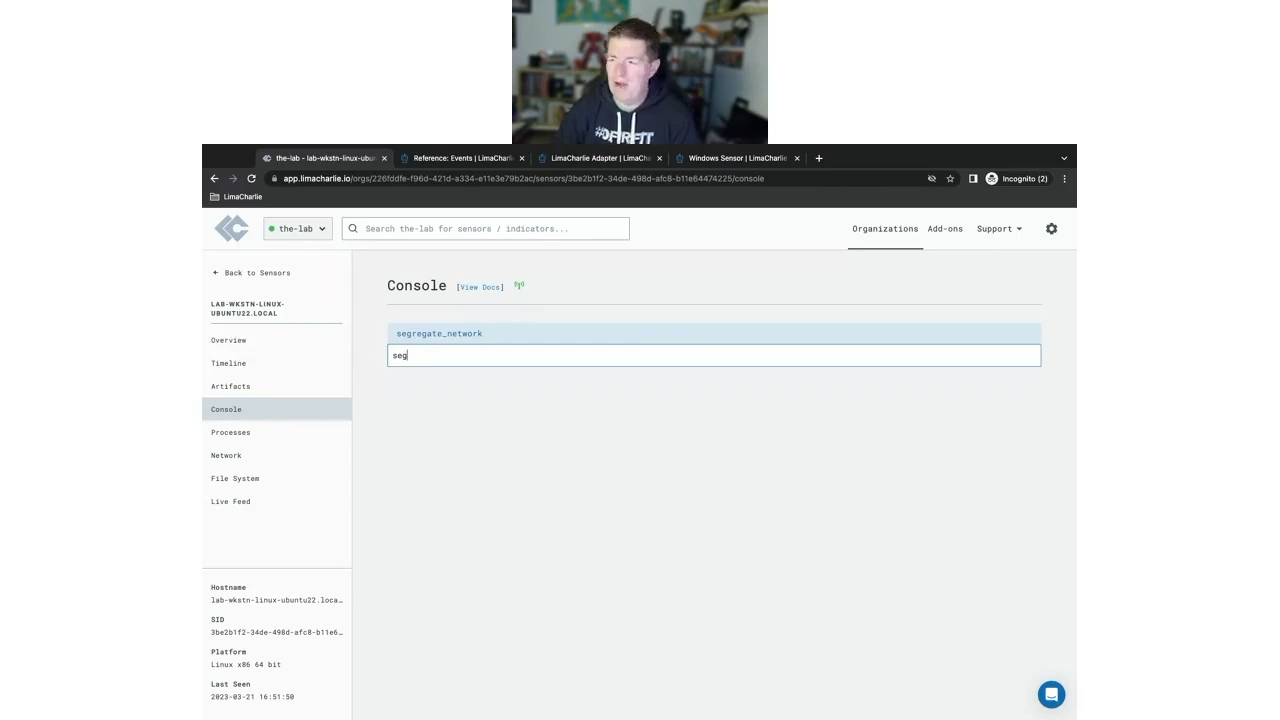 #DFIRFIT
the-lab - lab-wkstn-linux-ubun
Reference: Events | LimaCharli
LimaCharlie Adapter | LimaCha
Windows Sensor | LimaCharlie
app.limacharlie.io/orgs/226fddfe-f96d-421d-a334-e11e3e79b2ac/sensors/3be2b1f2-34de-498d-afc8-b11e64474225/console
Incognito (2)
LimaCharlie
the-lab
Search the-lab for sensors / indicators...
Organizations
Add-ons
Support
Back to Sensors
LAB-WKSTN-LINUX-
UBUNTU22.LOCAL
Overview
Timeline
Artifacts
Console
Processes
Network
File System
Live Feed
Console [View Docs]
segregate_network
seg
Hostname
lab-wkstn-linux-ubuntu22.loca…
SID
3be2b1f2-34de-498d-afc8-b11e6…
Platform
Linux x86 64 bit
Last Seen
2023-03-21 16:51:50